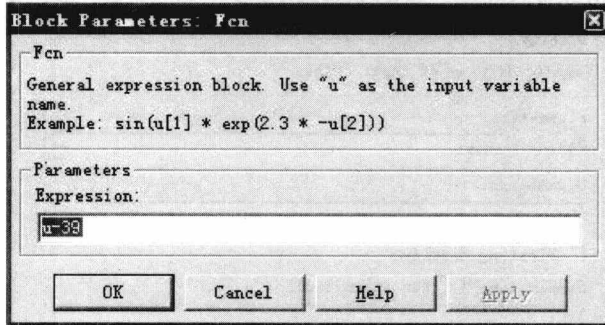 Block Parameters: Fcn
Fcn
General expression block. Use "u" as the input variable
name.
Example: sin(u[1] * exp(2.3 * -u[2]))
Parameters
Expression:
u-39
OK Cancel Help Apply